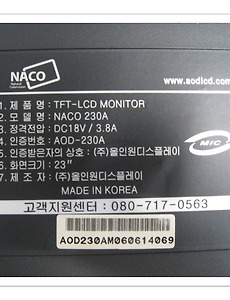 NACO
Natural Communication
www.aodlcd.com
1. 제 품 명 : TFT-LCD MONITOR
2. 모 델 명 : NACO 230A
3. 정격전압 : DC18V / 3.8A
4. 인증번호 : AOD-230A
5. 인증받은자의 상호 : (주)올인원디스플레이
6. 화면크기 : 23"
7. 제 조 자 : (주)올인원디스플레이
MIC
MADE IN KOREA
고객지원센터 : 080-717-0563
AOD230AM060614069